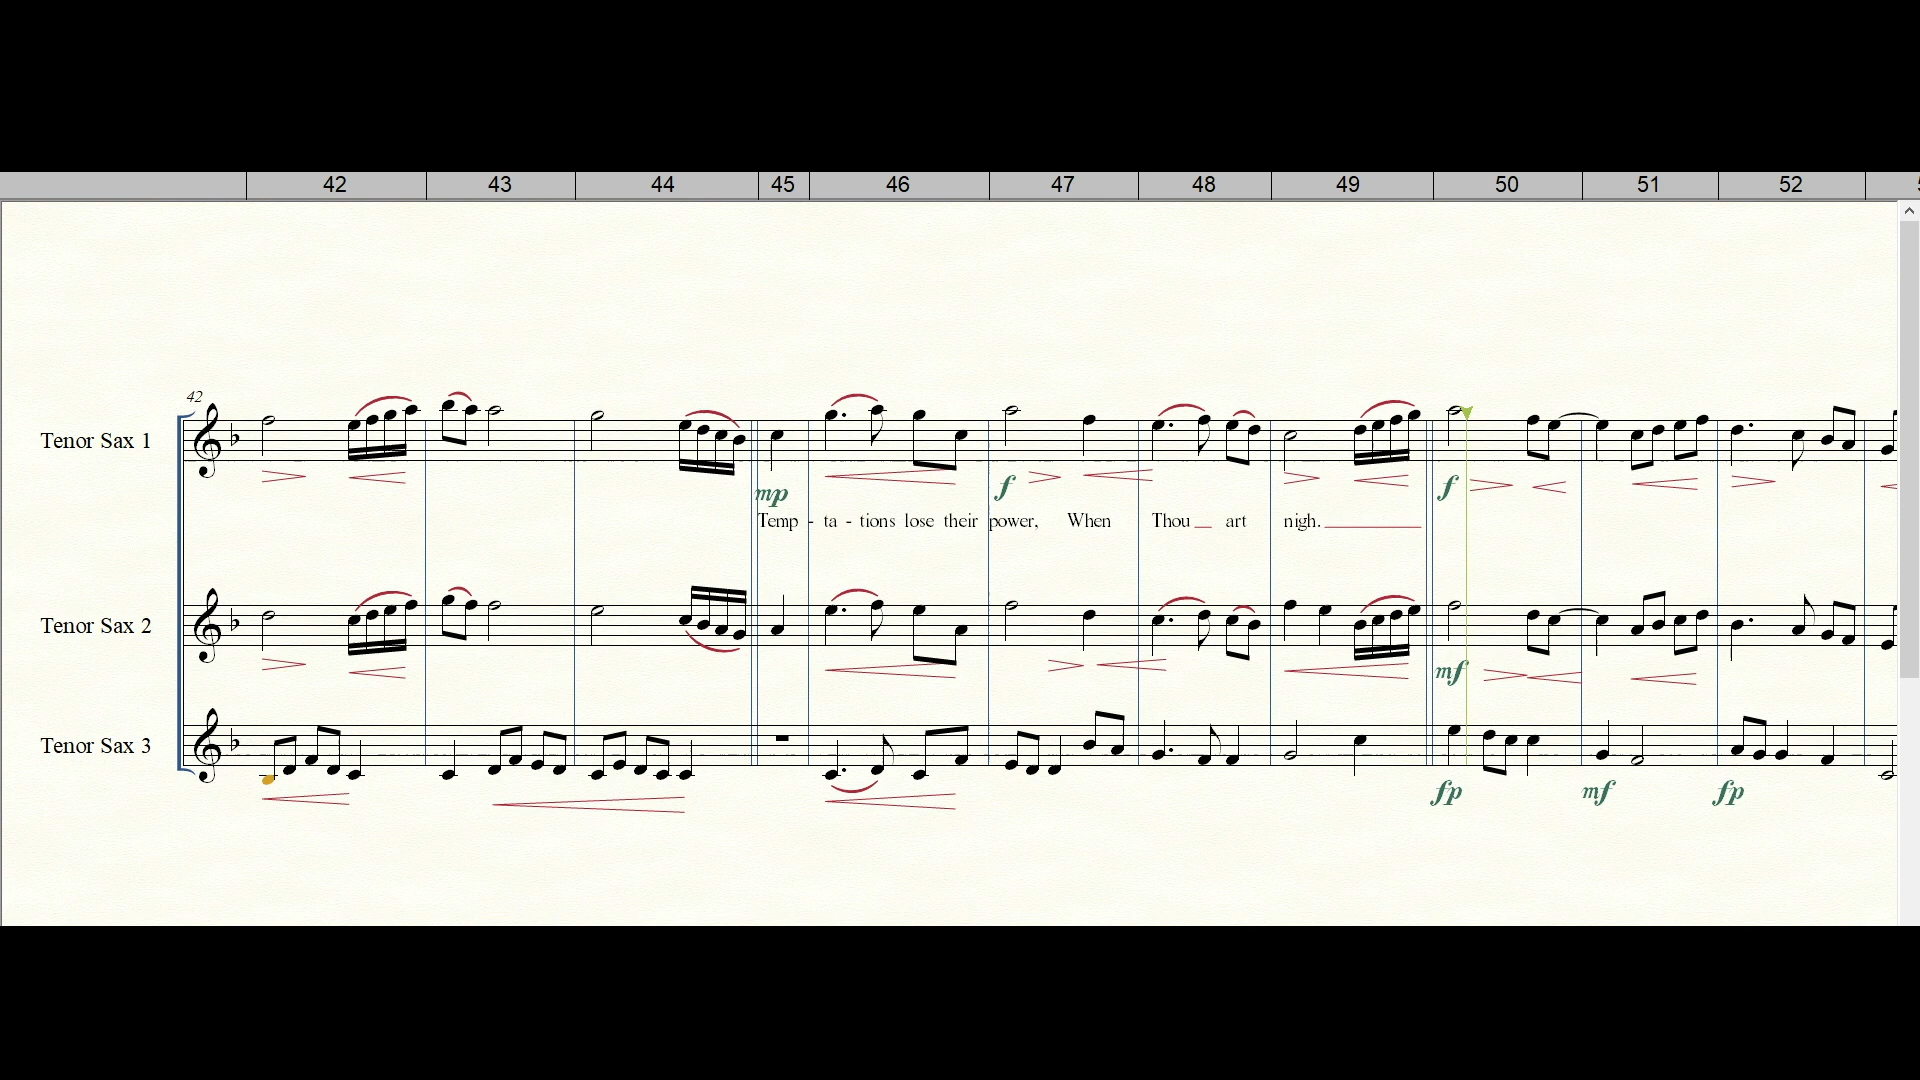 42 43 44 45 46 47 48 49 50 51 52
42
Tenor Sax 1
mp f f
Temp - ta - tions lose their power, When Thou art nigh.
Tenor Sax 2
mf
Tenor Sax 3
fp mf fp